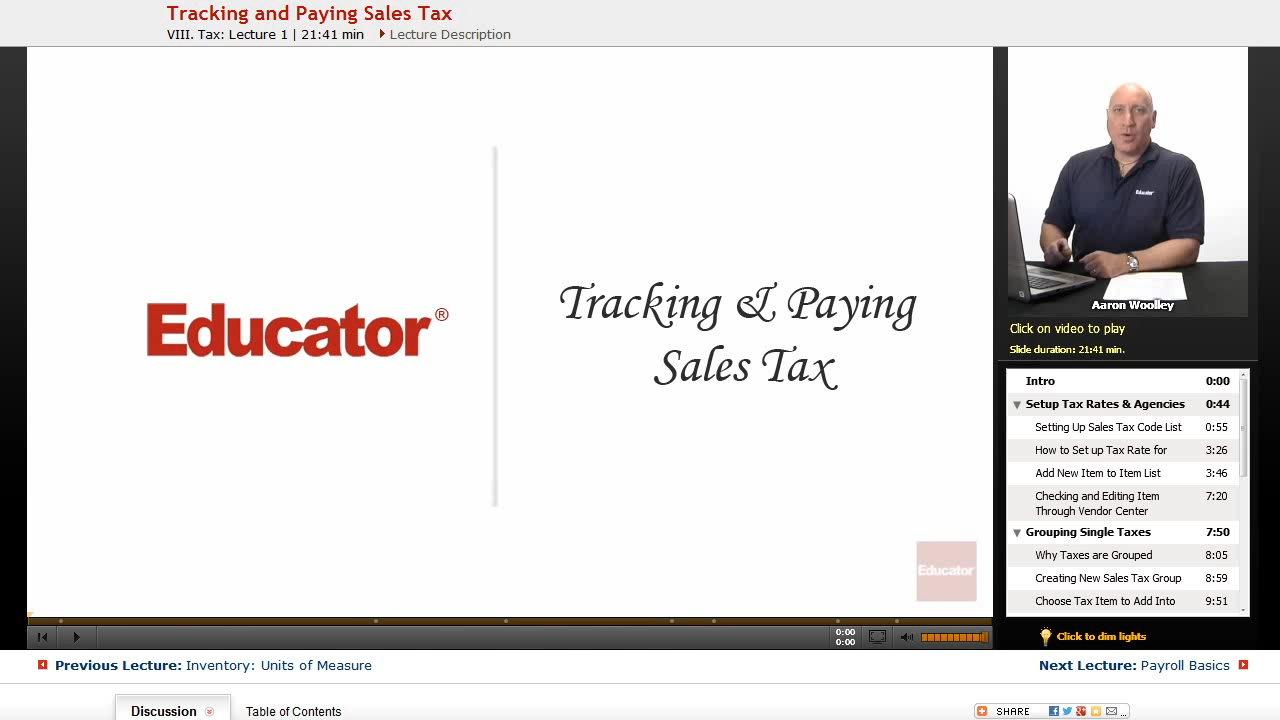 Tracking and Paying Sales Tax
VIII. Tax: Lecture 1 | 21:41 min Lecture Description
Educator®
Tracking & Paying
Sales Tax
Educator
Educator
Aaron Woolley
Click on video to play
Slide duration: 21:41 min.
Intro 0:00
Setup Tax Rates & Agencies 0:44
Setting Up Sales Tax Code List 0:55
How to Set up Tax Rate for 3:26
Add New Item to Item List 3:46
Checking and Editing Item 7:20
Through Vendor Center
Grouping Single Taxes 7:50
Why Taxes are Grouped 8:05
Creating New Sales Tax Group 8:59
Choose Tax Item to Add Into 9:51
0:00
0:00
Click to dim lights
Previous Lecture: Inventory: Units of Measure
Next Lecture: Payroll Basics
Discussion
Table of Contents
SHARE